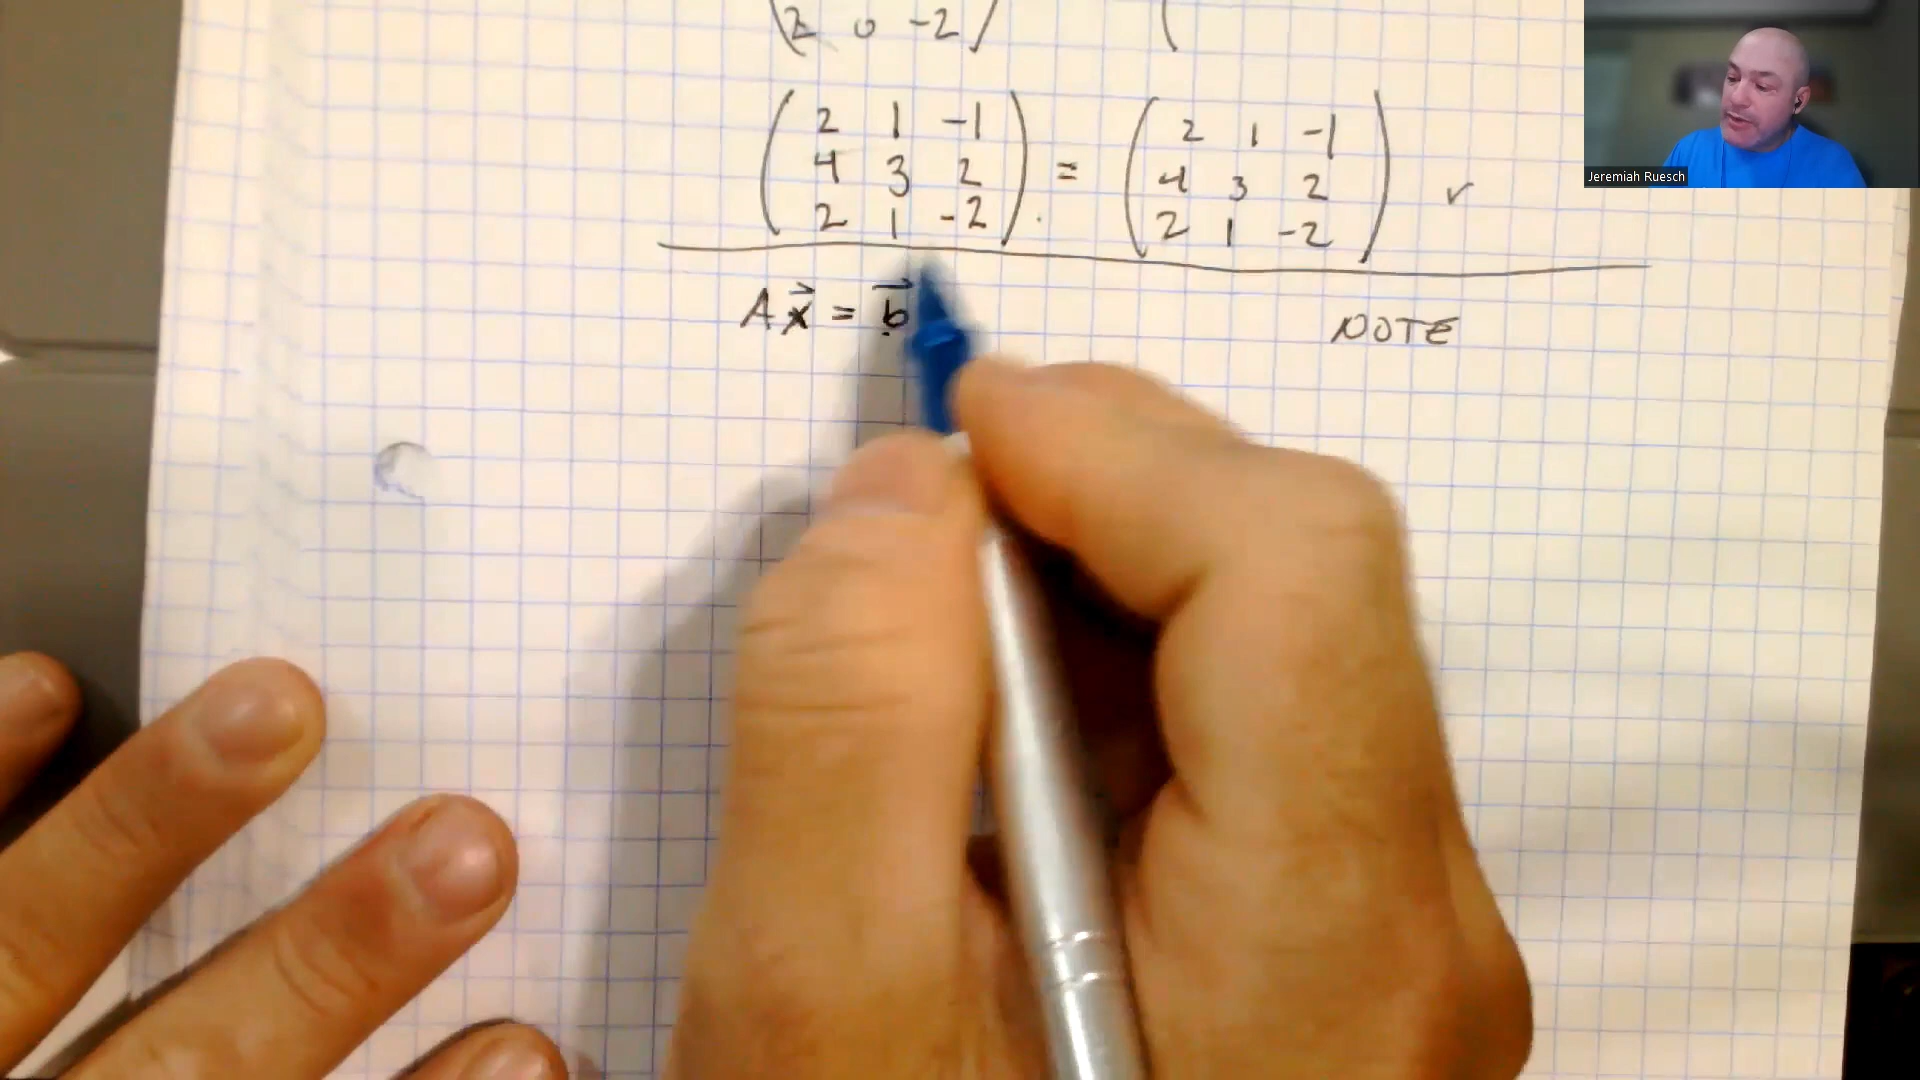 2 0 -2
2 1 -1
4 3 2
2 1 -2
=
2 1 -1
4 3 2
2 1 -2
✓
Ax⃗ = b⃗
NOTE
Jeremiah Ruesch